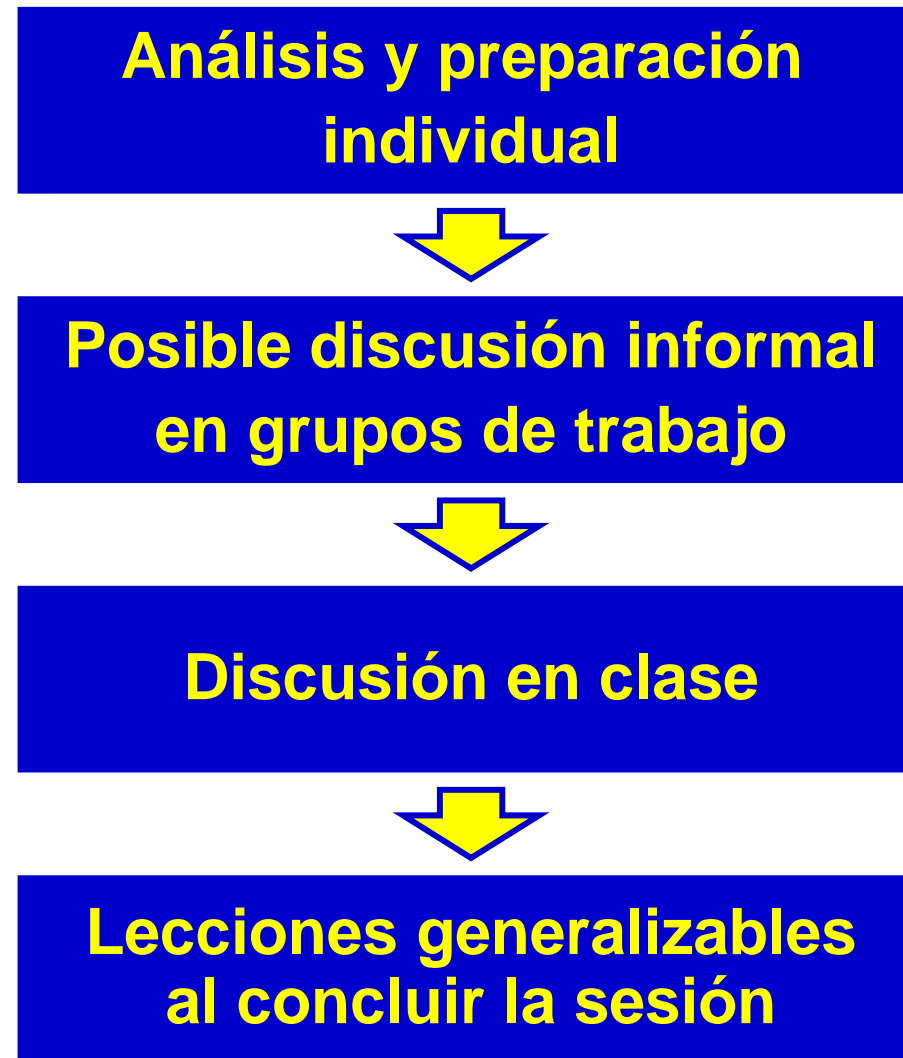 Análisis y preparación
individual
Posible discusión informal
en grupos de trabajo
Discusión en clase
Lecciones generalizables
al concluir la sesión